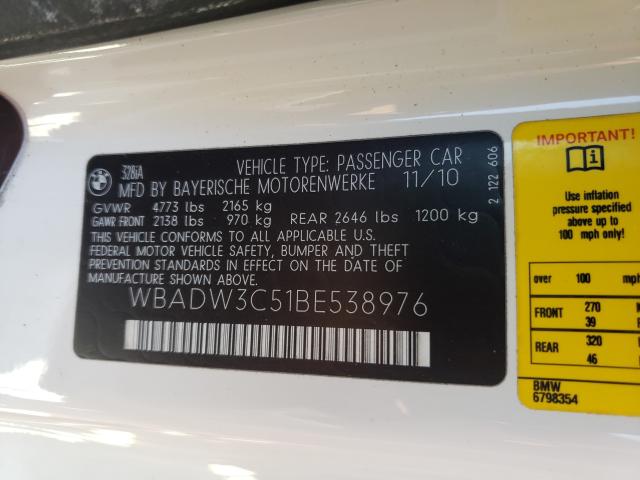 BMW
328iA
VEHICLE TYPE: PASSENGER CAR
MFD BY BAYERISCHE MOTORENWERKE 11/10
GVWR 4773 lbs 2165 kg
GAWR FRONT 2138 lbs 970 kg REAR 2646 lbs 1200 kg
THIS VEHICLE CONFORMS TO ALL APPLICABLE U.S.
FEDERAL MOTOR VEHICLE SAFETY, BUMPER AND THEFT
PREVENTION STANDARDS IN EFFECT ON THE DATE
OF MANUFACTURE SHOWN ABOVE.
WBADW3C51BE538976
2 122 606
IMPORTANT!
Use inflation
pressure specified
above up to
100 mph only!
over 100 mph
FRONT 270
39
REAR 320
46
BMW
6798354